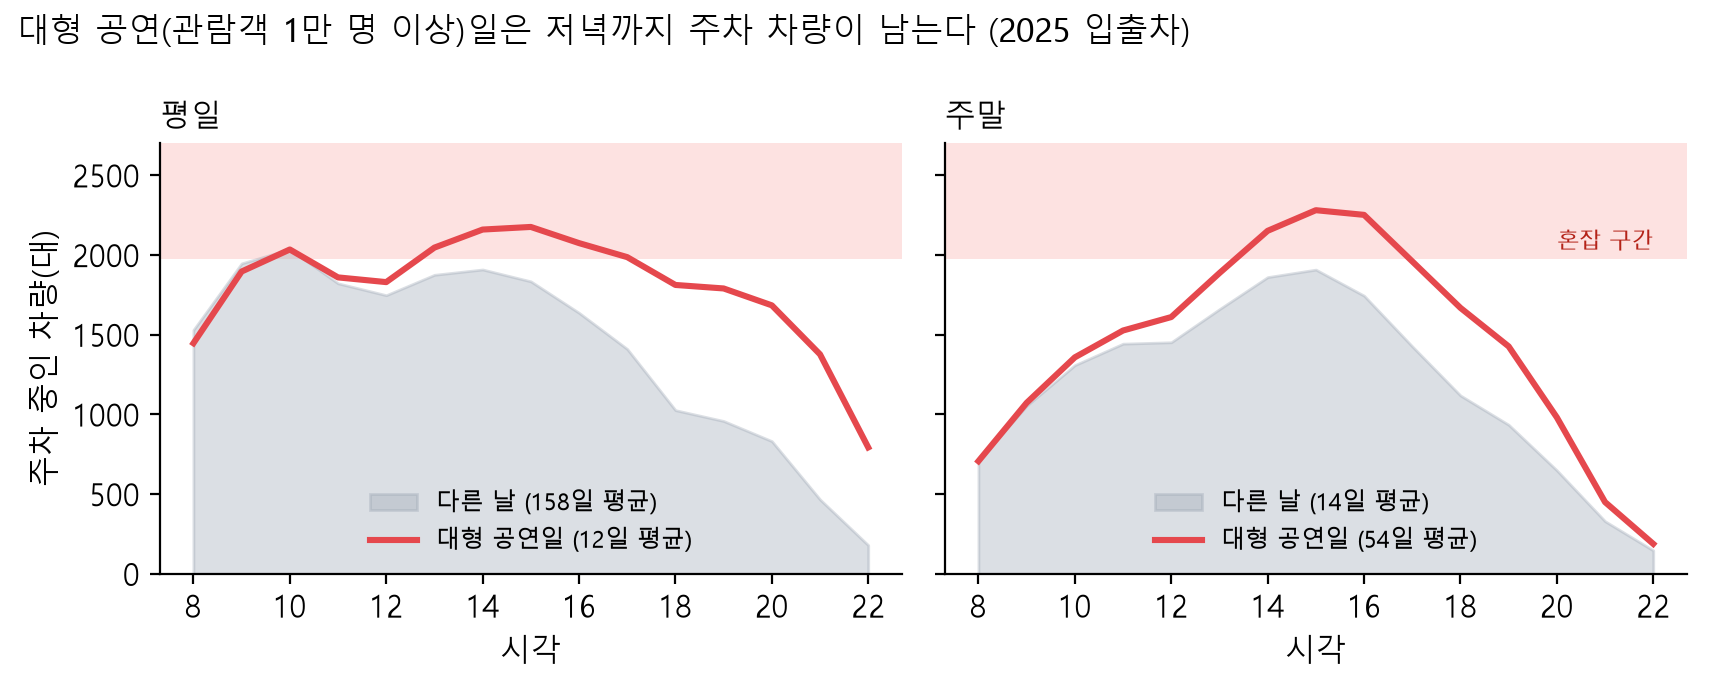 대형 공연(관람객 1만 명 이상)일은 저녁까지 주차 차량이 남는다 (2025 입출차)
평일
주차 중인 차량(대)
2500
2000
1500
1000
500
0
다른 날 (158일 평균)
대형 공연일 (12일 평균)
8 10 12 14 16 18 20 22
시각
주말
혼잡 구간
다른 날 (14일 평균)
대형 공연일 (54일 평균)
8 10 12 14 16 18 20 22
시각